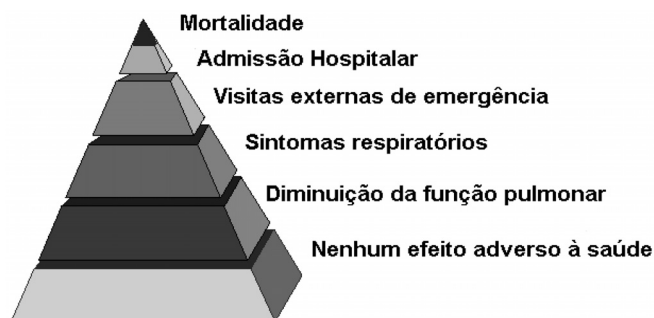 Mortalidade
Admissão Hospitalar
Visitas externas de emergência
Sintomas respiratórios
Diminuição da função pulmonar
Nenhum efeito adverso à saúde